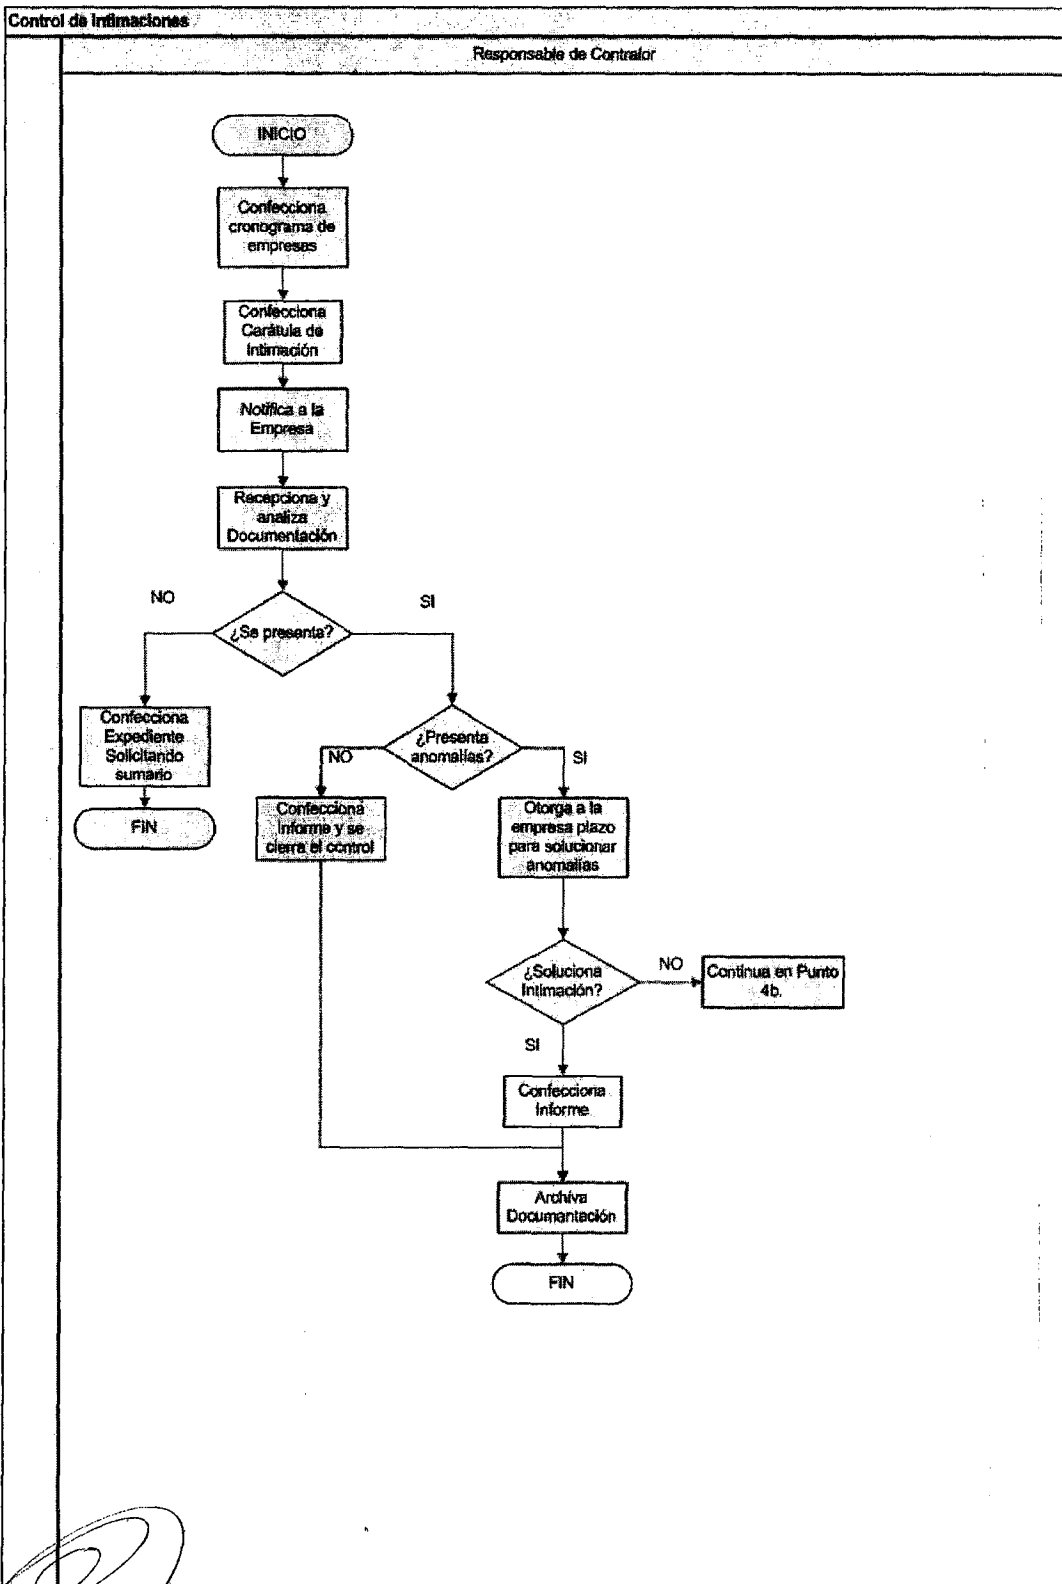 Control de Intimaciones
Responsable de Contralor
INICIO
Confecciona
cronograma de
empresas
Confecciona
Carátula de
Intimación
Notifica a la
Empresa
Recepciona y
analiza
Documentación
NO
SI
¿Se presenta?
Confecciona
Expediente
Solicitando
sumario
FIN
¿Presenta
anomalías?
NO
SI
Confecciona
Informe y se
cierra el control
Otorga a la
empresa plazo
para solucionar
anomalías
¿Soluciona
Intimación?
NO
Continua en Punto
4b.
SI
Confecciona
Informe
Archiva
Documentación
FIN